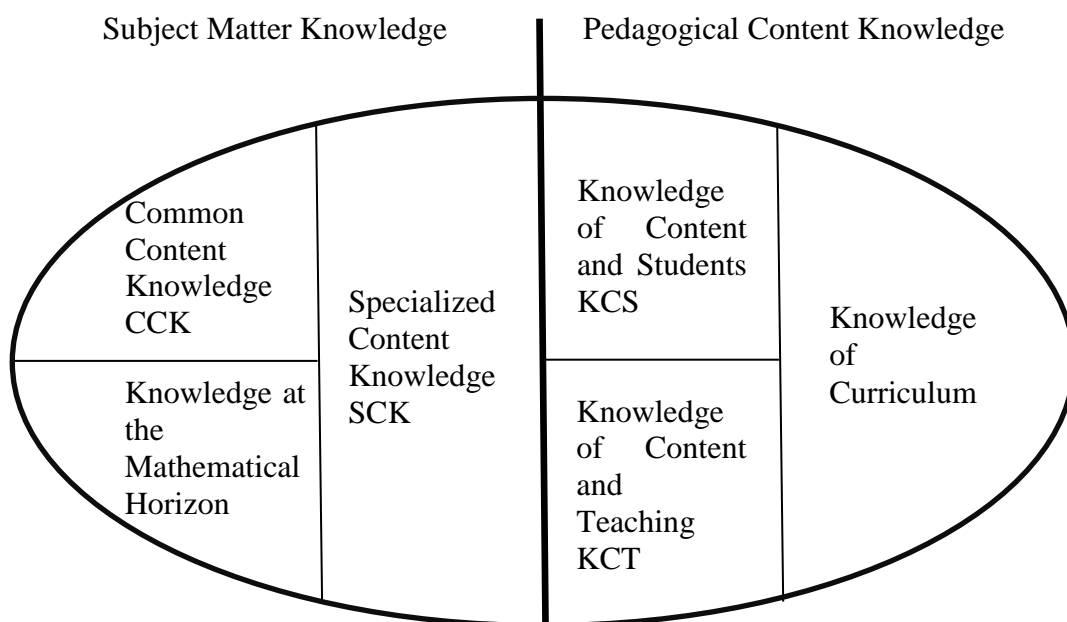 Subject Matter Knowledge
Pedagogical Content Knowledge
Common
Content
Knowledge
CCK
Knowledge at
the
Mathematical
Horizon
Specialized
Content
Knowledge
SCK
Knowledge
of Content
and Students
KCS
Knowledge
of Content
and
Teaching
KCT
Knowledge
of
Curriculum